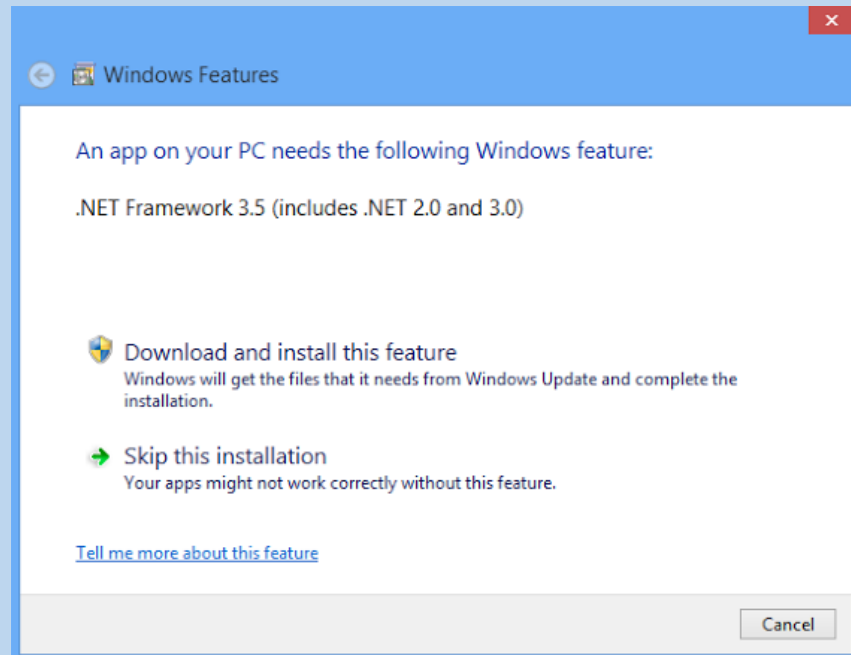 Windows Features
An app on your PC needs the following Windows feature:
.NET Framework 3.5 (includes .NET 2.0 and 3.0)
Download and install this feature
Windows will get the files that it needs from Windows Update and complete the
installation.
Skip this installation
Your apps might not work correctly without this feature.
Tell me more about this feature
Cancel